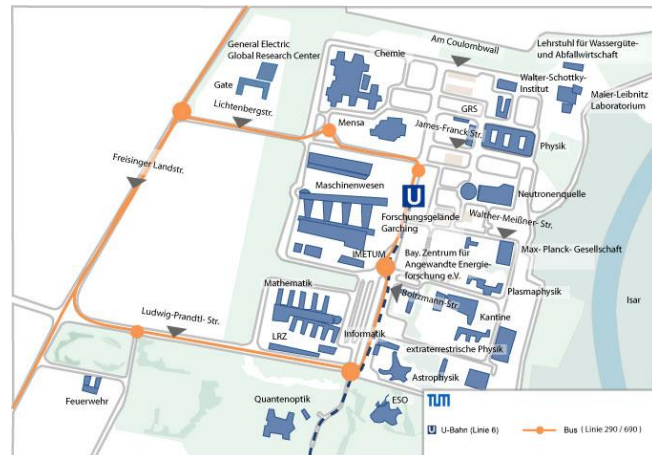 Am Coulombwall
Lehrstuhl für Wassergüte-
und Abfallwirtschaft
General Electric
Global Research Center
Chemie
Walter-Schottky-
Institut
Gate
Maier-Leibnitz
Laboratorium
Lichtenbergstr.
GRS
Mensa
James-Franck Str.
Physik
Freisinger Landstr.
Maschinenwesen
U
Neutronenquelle
Forschungsgelände
Garching
Walther-Meißner- Str.
IMETUM
Bay. Zentrum für
Angewandte Energie-
forschung e.V.
Max- Planck- Gesellschaft
Mathematik
Plasmaphysik
Isar
Boltzmann-Str.
Ludwig-Prandtl- Str.
Kantine
LRZ
Informatik
extraterrestrische Physik
Astrophysik
Feuerwehr
Quantenoptik
ESO
TUM
U U-Bahn (Linie 6)
Bus ( Linie 290 / 690 )